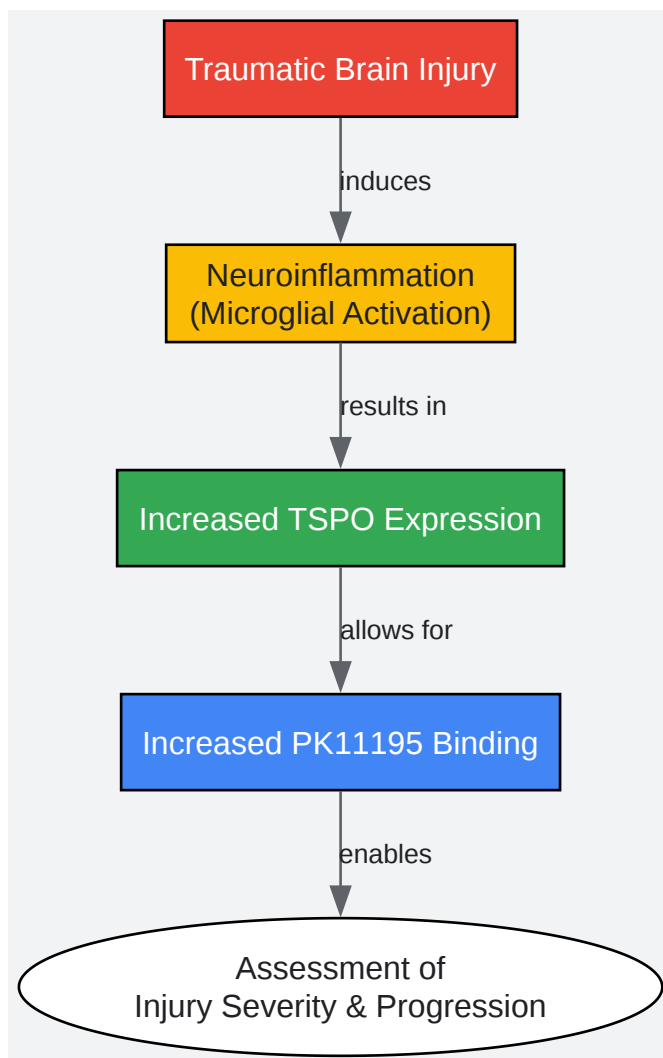 Traumatic Brain Injury
induces
Neuroinflammation
(Microglial Activation)
results in
Increased TSPO Expression
allows for
Increased PK11195 Binding
enables
Assessment of
Injury Severity & Progression